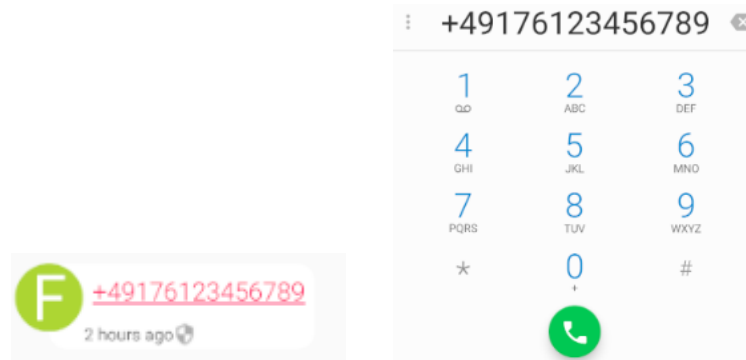 F
+49176123456789
2 hours ago
+49176123456789
1 2 3
ABC DEF
4 5 6
GHI JKL MNO
7 8 9
PQRS TUV WXYZ
* 0 #
+